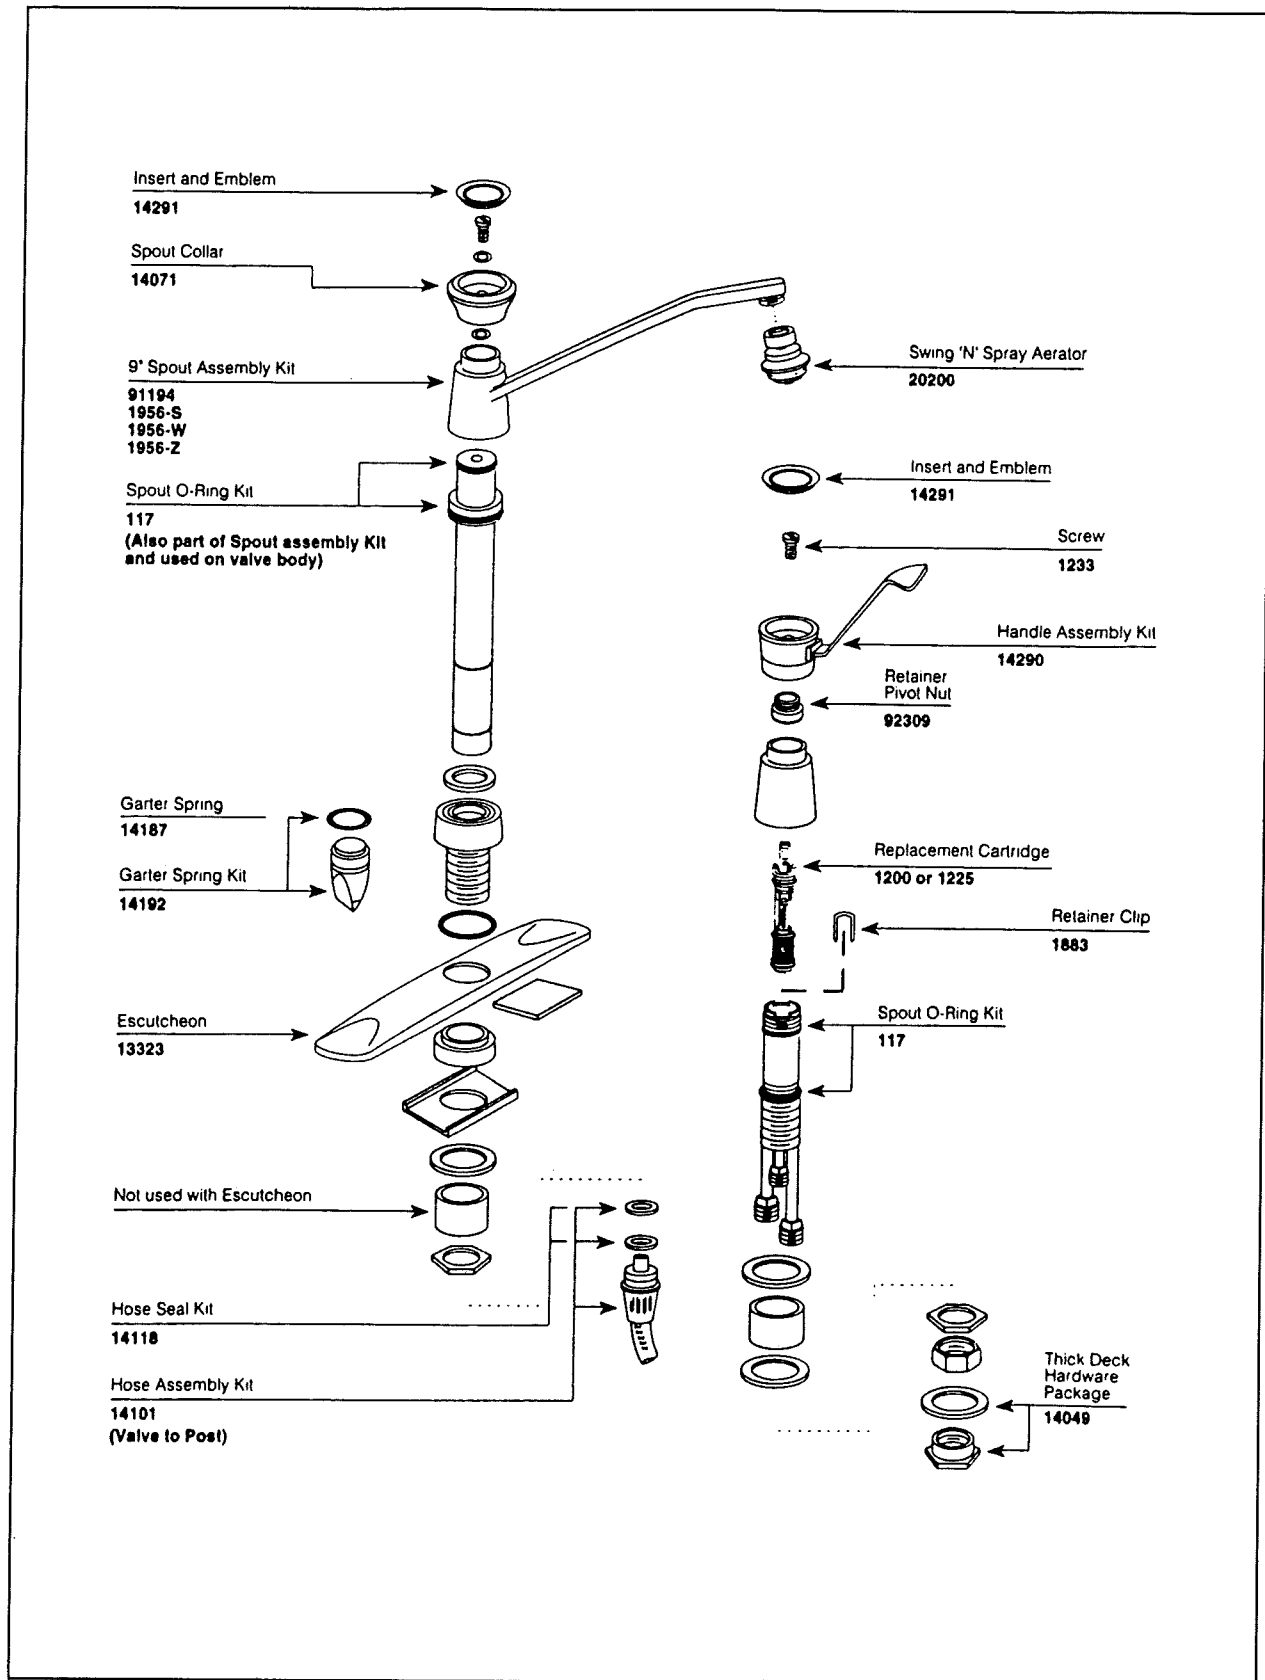 Insert and Emblem
14291
Spout Collar
14071
9" Spout Assembly Kit
91194
1956-S
1956-W
1956-Z
Spout O-Ring Kit
117
(Also part of Spout assembly Kit
and used on valve body)
Garter Spring
14187
Garter Spring Kit
14192
Escutcheon
13323
Not used with Escutcheon
Hose Seal Kit
14118
Hose Assembly Kit
14101
(Valve to Post)
Swing 'N' Spray Aerator
20200
Insert and Emblem
14291
Screw
1233
Handle Assembly Kit
14290
Retainer
Pivot Nut
92309
Replacement Cartridge
1200 or 1225
Retainer Clip
1883
Spout O-Ring Kit
117
Thick Deck
Hardware
Package
14049